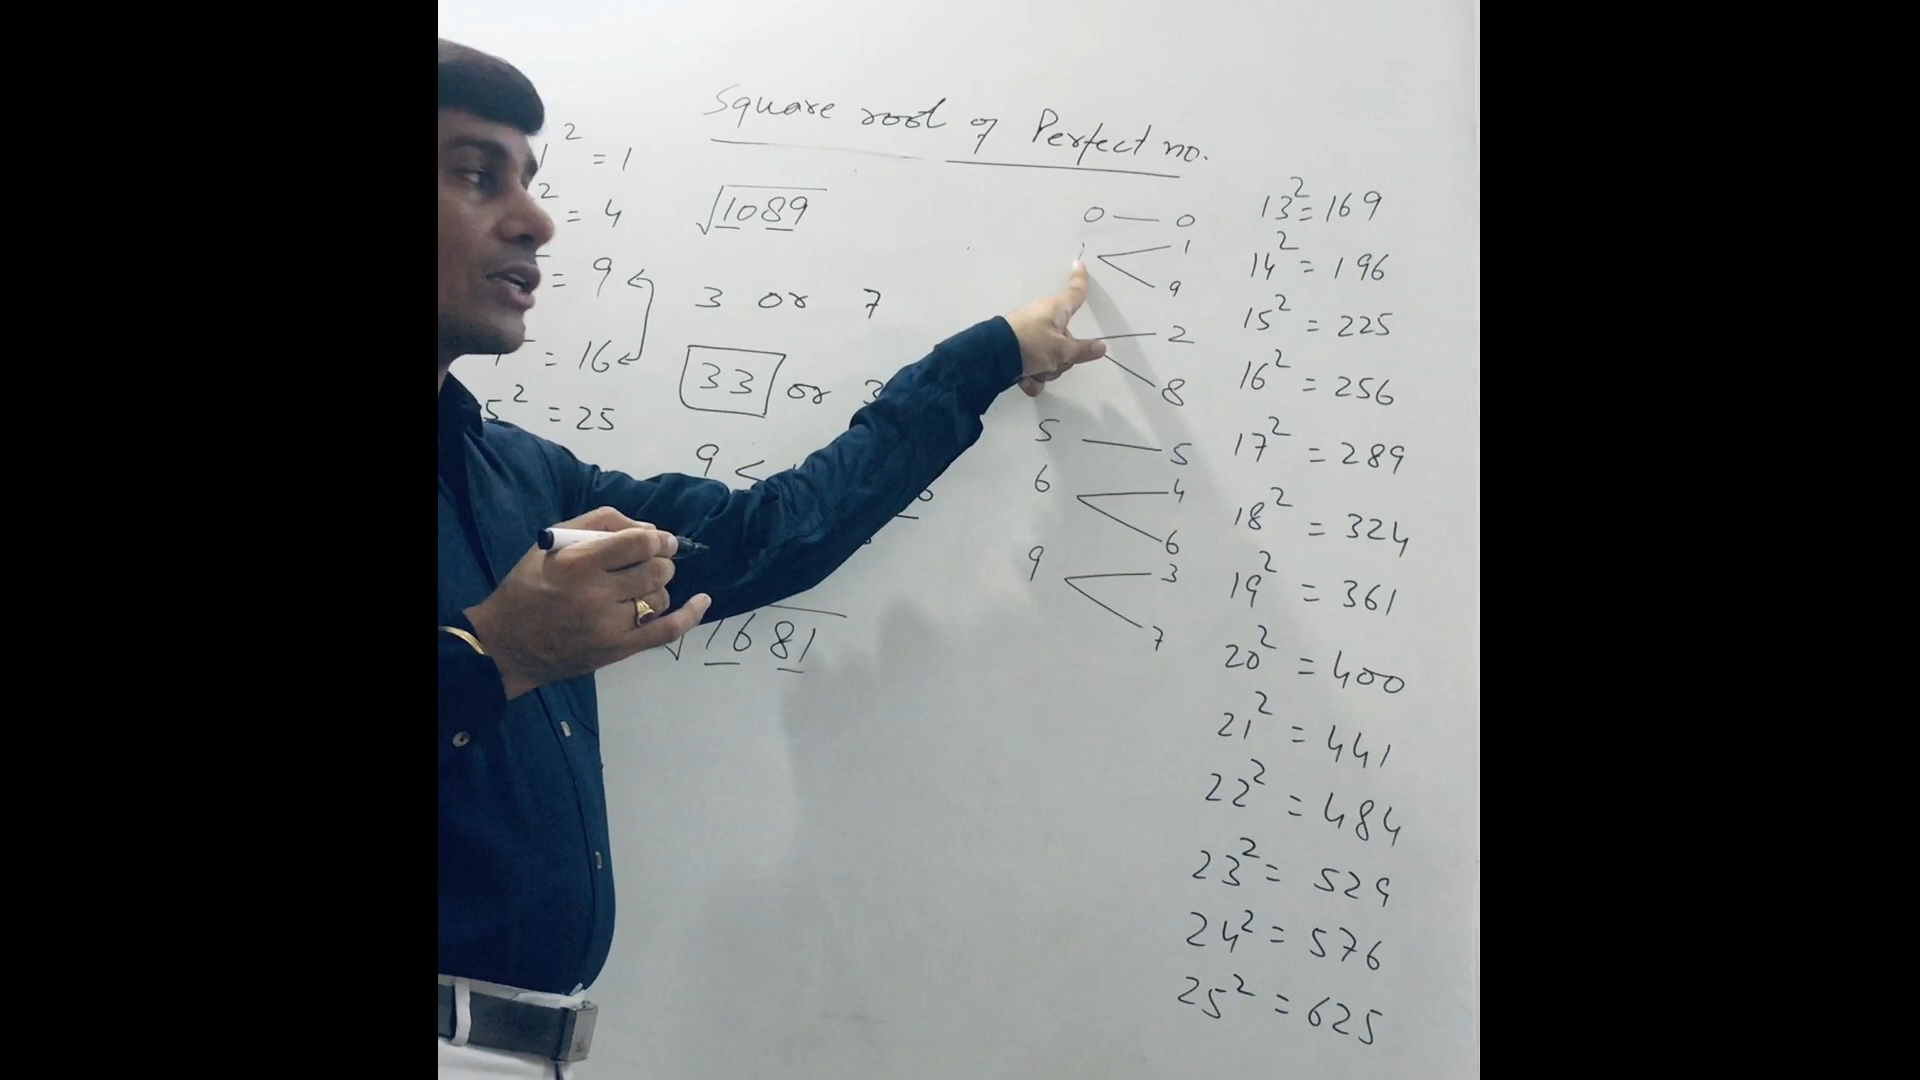 Square root of Perfect no.
1² = 1
² = 4
= 9
= 16
5² = 25
√1089
3 or 7
33 or 3
9 <
√1681
0 — 0
1 1
9
2
8
5 — 5
6 4
6
9 3
7
13² = 169
14² = 196
15² = 225
16² = 256
17² = 289
18² = 324
19² = 361
20² = 400
21² = 441
22² = 484
23² = 529
24² = 576
25² = 625